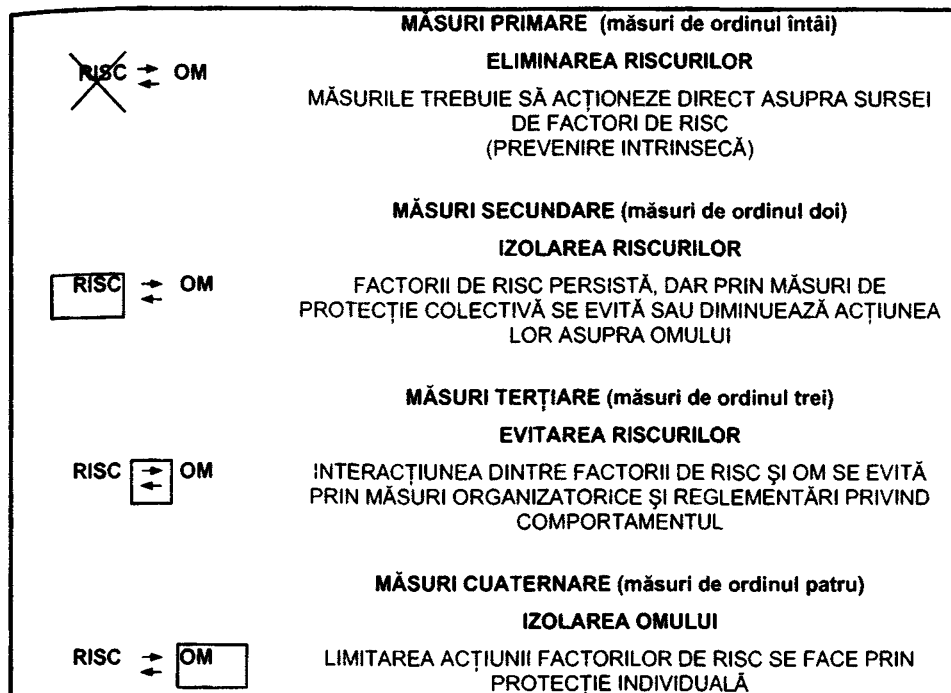 MĂSURI PRIMARE (măsuri de ordinul întâi)
RISC OM
ELIMINAREA RISCURILOR
MĂSURILE TREBUIE SĂ ACȚIONEZE DIRECT ASUPRA SURSEI
DE FACTORI DE RISC
(PREVENIRE INTRINSECĂ)
MĂSURI SECUNDARE (măsuri de ordinul doi)
IZOLAREA RISCURILOR
RISC OM
FACTORII DE RISC PERSISTĂ, DAR PRIN MĂSURI DE
PROTECȚIE COLECTIVĂ SE EVITĂ SAU DIMINUEAZĂ ACȚIUNEA
LOR ASUPRA OMULUI
MĂSURI TERȚIARE (măsuri de ordinul trei)
EVITAREA RISCURILOR
RISC OM
INTERACȚIUNEA DINTRE FACTORII DE RISC ȘI OM SE EVITĂ
PRIN MĂSURI ORGANIZATORICE ȘI REGLEMENTĂRI PRIVIND
COMPORTAMENTUL
MĂSURI CUATERNARE (măsuri de ordinul patru)
IZOLAREA OMULUI
RISC OM
LIMITAREA ACȚIUNII FACTORILOR DE RISC SE FACE PRIN
PROTECȚIE INDIVIDUALĂ